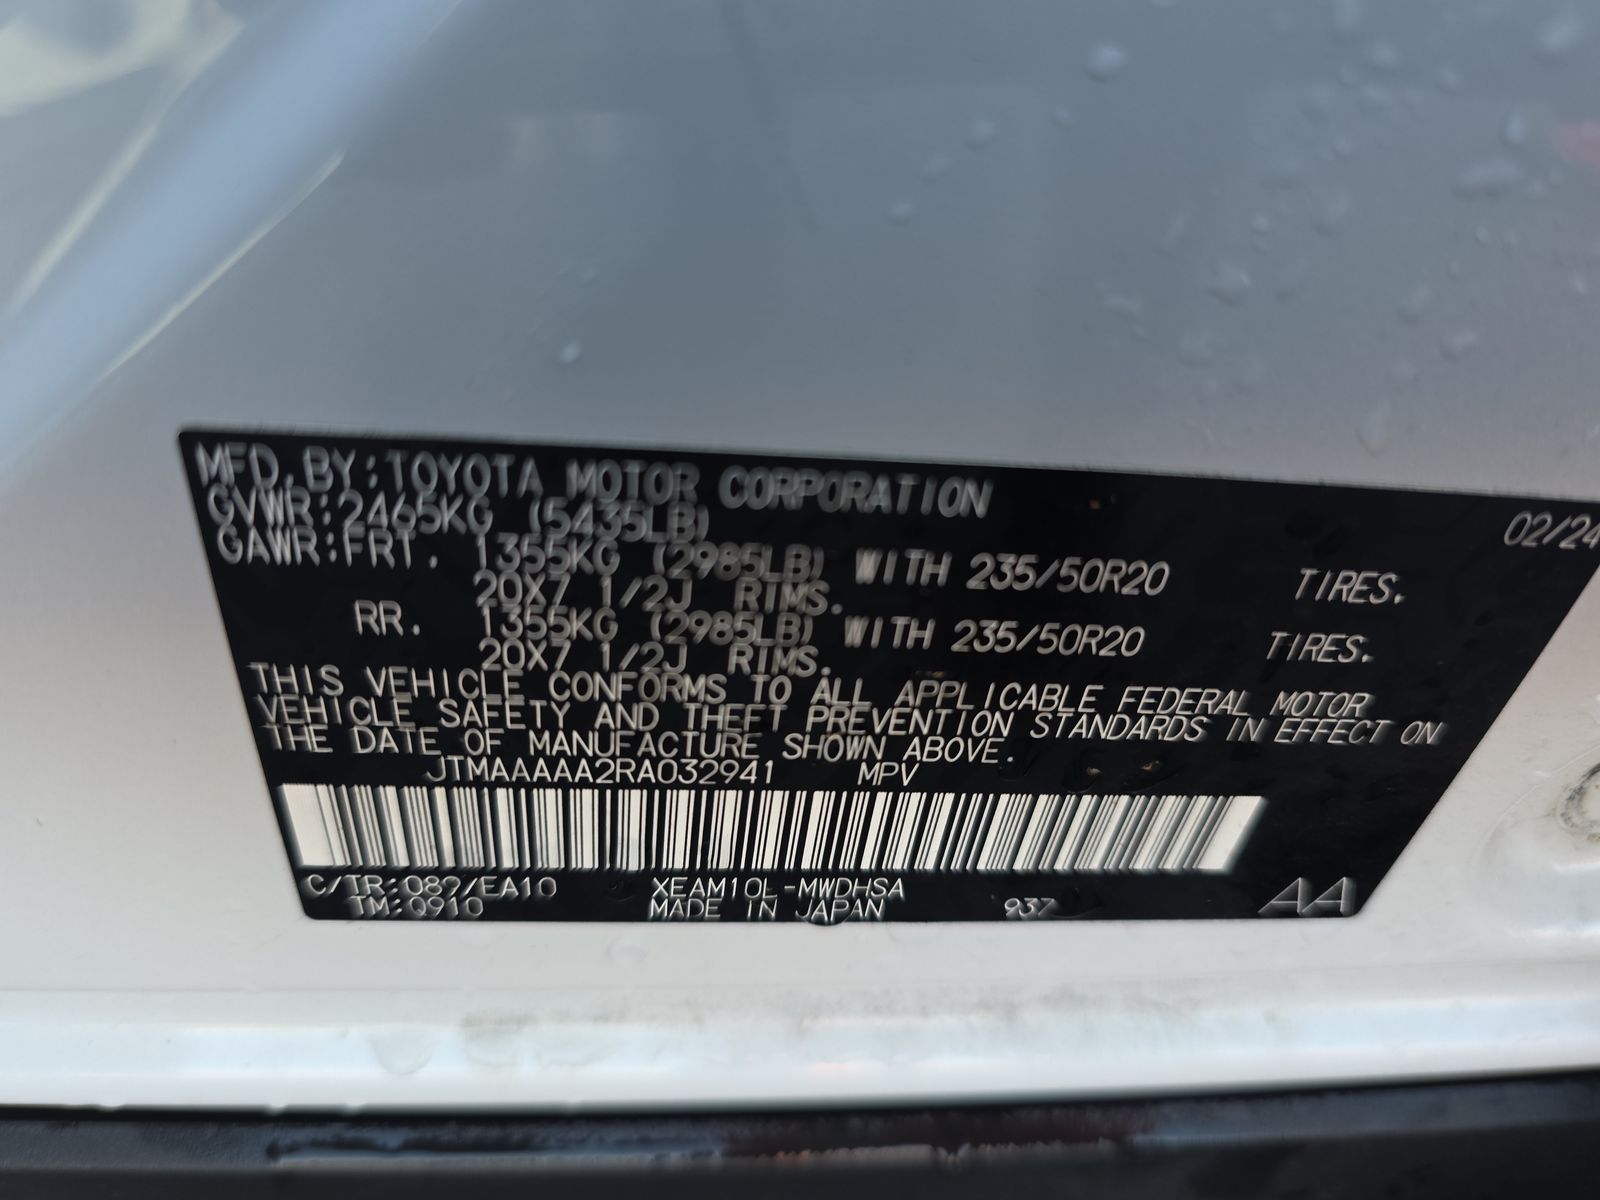 MFD.BY:TOYOTA MOTOR CORPORATION 02/24
GVWR:2465KG (5435LB)
GAWR:FRT. 1355KG (2985LB) WITH 235/50R20 TIRES.
20X7 1/2J RIMS.
RR. 1355KG (2985LB) WITH 235/50R20 TIRES.
20X7 1/2J RIMS.
THIS VEHICLE CONFORMS TO ALL APPLICABLE FEDERAL MOTOR
VEHICLE SAFETY AND THEFT PREVENTION STANDARDS IN EFFECT ON
THE DATE OF MANUFACTURE SHOWN ABOVE.
JTMAAAAA2RA032941 MPV
C/TR:089/EA10 XEAM10L-MWDHSA
TM:Q910 MADE IN JAPAN 937 AA